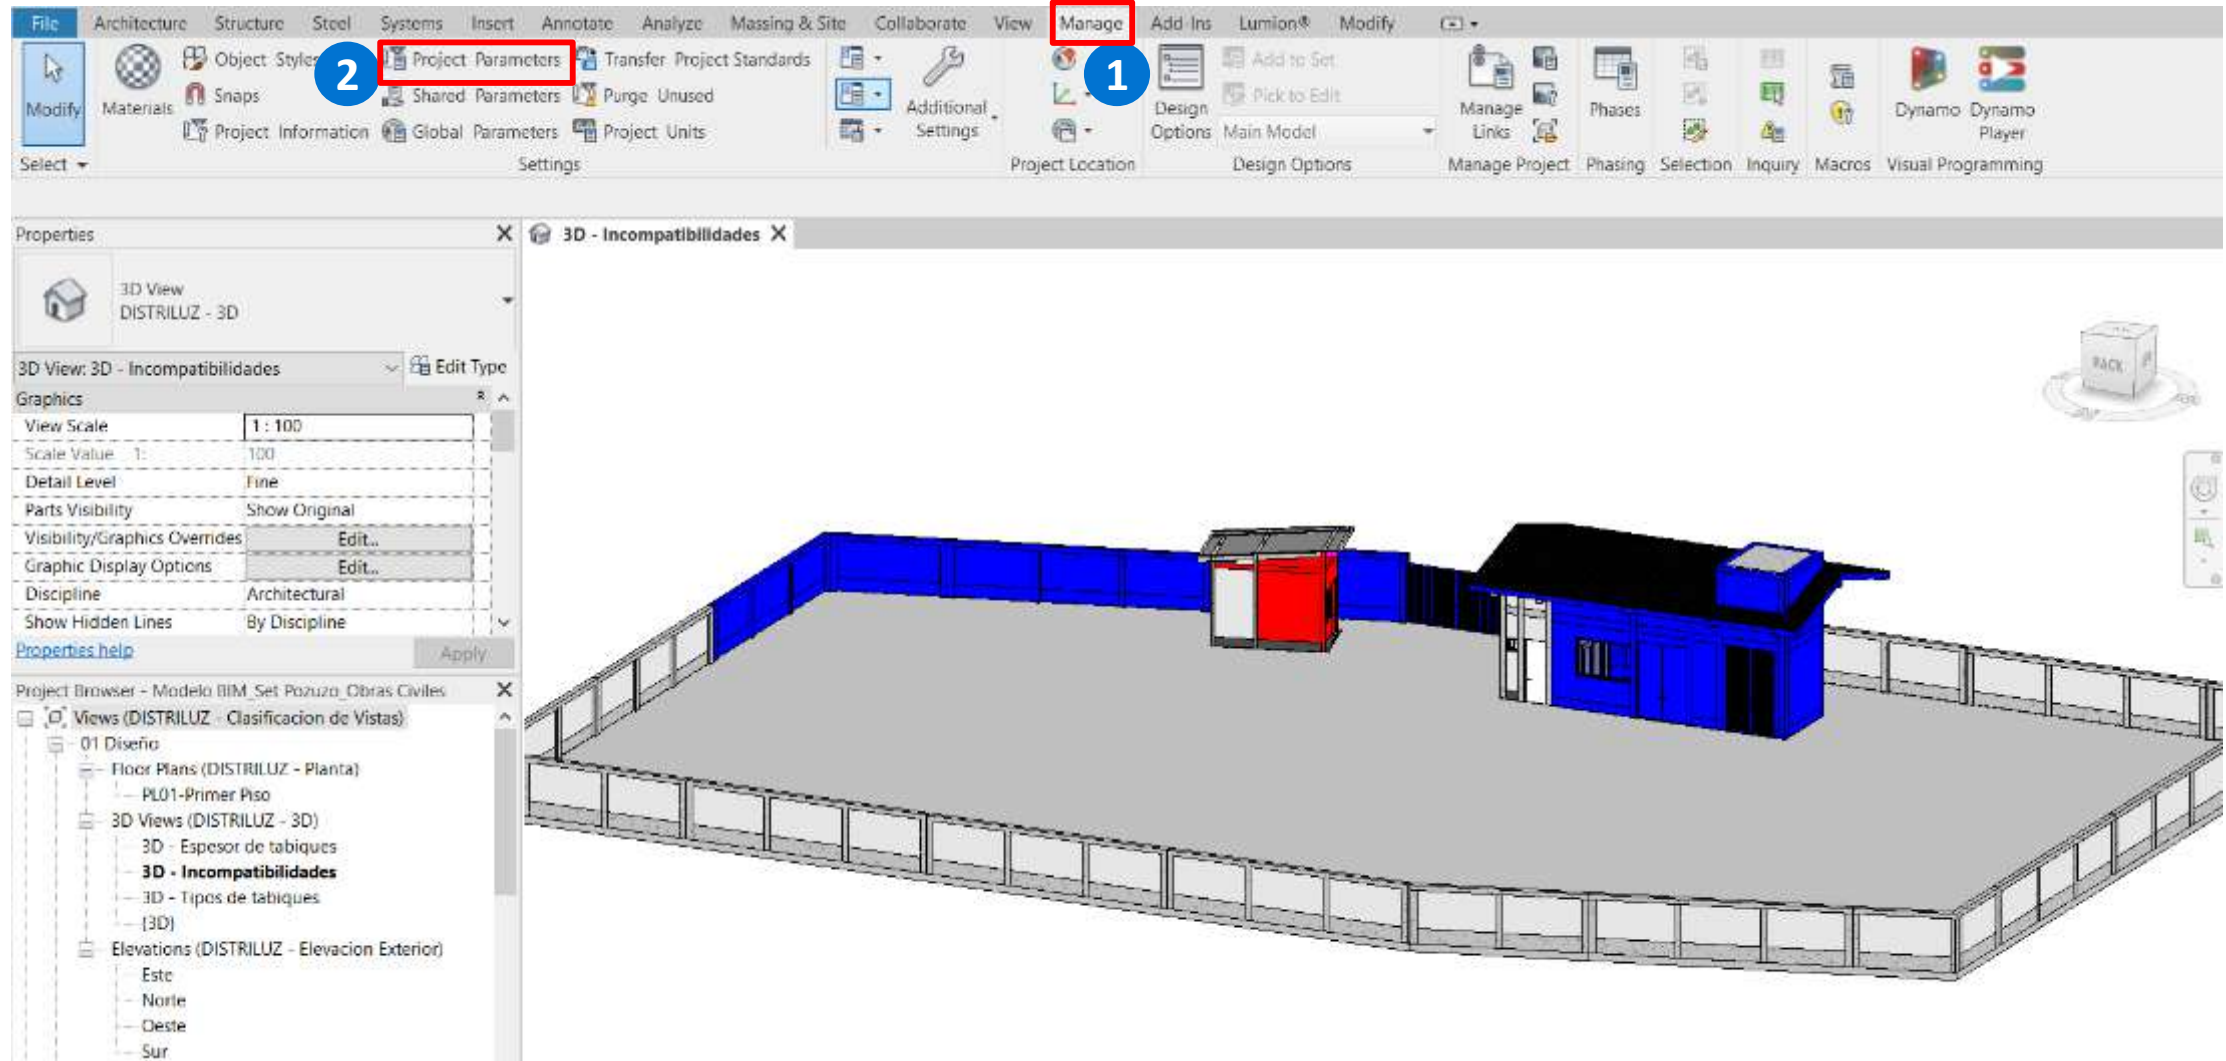 File Architecture Structure Steel Systems Insert Annotate Analyze Massing & Site Collaborate View Manage Add-Ins Lumion® Modify
1
2
Modify
Materials
Object Styles
Snaps
Project Information
Project Parameters
Shared Parameters
Global Parameters
Transfer Project Standards
Purge Unused
Project Units
Additional
Settings
Design
Options
Add to Set
Pick to Edit
Main Model
Manage
Links
Phases
Dynamo
Dynamo
Player
Select Settings Project Location Design Options Manage Project Phasing Selection Inquiry Macros Visual Programming
Properties
3D - Incompatibilidades
3D View
DISTRILUZ - 3D
3D View: 3D - Incompatibilidades Edit Type
Graphics
View Scale 1 : 100
Scale Value 1: 100
Detail Level Fine
Parts Visibility Show Original
Visibility/Graphics Overrides Edit...
Graphic Display Options Edit...
Discipline Architectural
Show Hidden Lines By Discipline
Properties help Apply
Project Browser - Modelo BIM_Set Pozuzo_Obras Civiles
Views (DISTRILUZ - Clasificacion de Vistas)
01 Diseño
Floor Plans (DISTRILUZ - Planta)
PL01-Primer Piso
3D Views (DISTRILUZ - 3D)
3D - Espesor de tabiques
3D - Incompatibilidades
3D - Tipos de tabiques
{3D}
Elevations (DISTRILUZ - Elevacion Exterior)
Este
Norte
Oeste
Sur
BACK